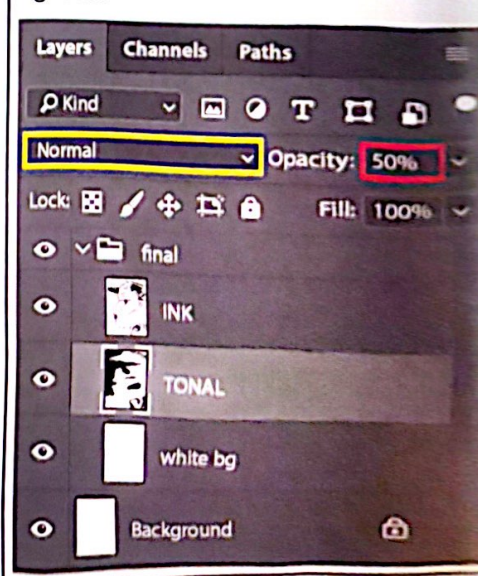 Layers Channels Paths
Kind T
Normal Opacity: 50%
Lock: Fill: 100%
final
INK
TONAL
white bg
Background